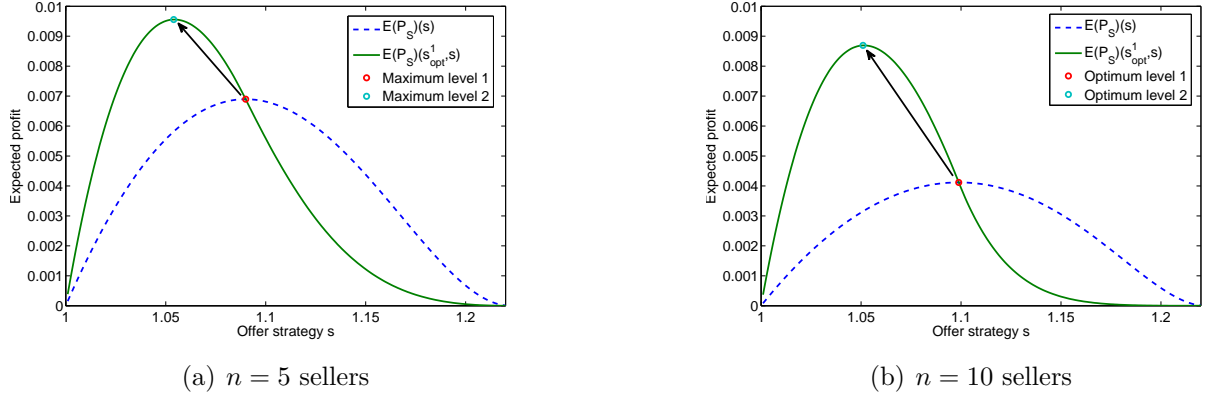 0.01
0.009
0.008
0.007
0.006
0.005
0.004
0.003
0.002
0.001
0
Expected profit
1 1.05 1.1 1.15 1.2
Offer strategy s
E(P_S)(s)
E(P_S)(s^1_opt,s)
Maximum level 1
Maximum level 2
(a) n = 5 sellers
0.01
0.009
0.008
0.007
0.006
0.005
0.004
0.003
0.002
0.001
0
Expected profit
1 1.05 1.1 1.15 1.2
Offer strategy s
E(P_S)(s)
E(P_S)(s^1_opt,s)
Optimum level 1
Optimum level 2
(b) n = 10 sellers